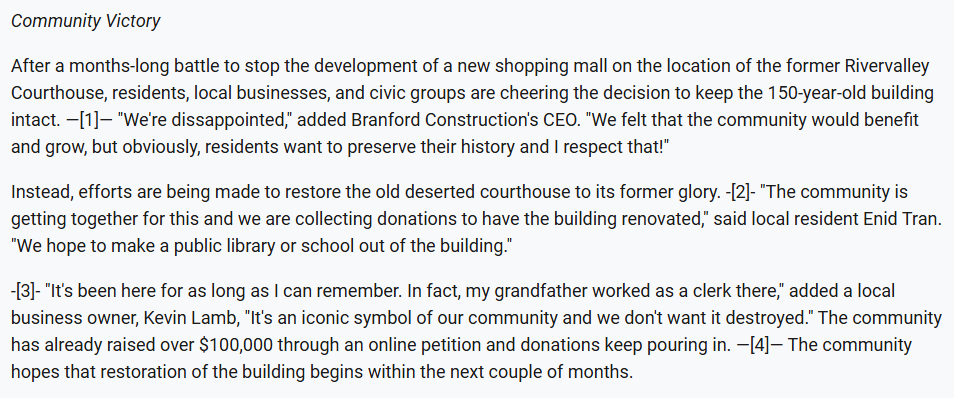 Community Victory
After a months-long battle to stop the development of a new shopping mall on the location of the former Rivervalley
Courthouse, residents, local businesses, and civic groups are cheering the decision to keep the 150-year-old building
intact. —[1]— "We're dissappointed," added Branford Construction's CEO. "We felt that the community would benefit
and grow, but obviously, residents want to preserve their history and I respect that!"
Instead, efforts are being made to restore the old deserted courthouse to its former glory. -[2]- "The community is
getting together for this and we are collecting donations to have the building renovated," said local resident Enid Tran.
"We hope to make a public library or school out of the building."
-[3]- "It's been here for as long as I can remember. In fact, my grandfather worked as a clerk there," added a local
business owner, Kevin Lamb, "It's an iconic symbol of our community and we don't want it destroyed." The community
has already raised over $100,000 through an online petition and donations keep pouring in. —[4]— The community
hopes that restoration of the building begins within the next couple of months.